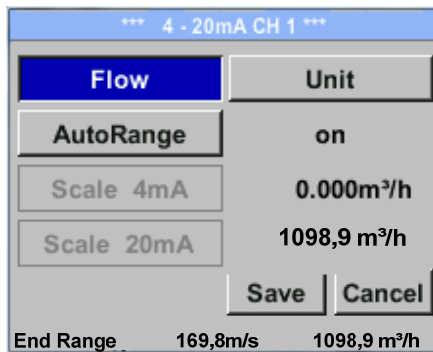 *** 4 - 20mA CH 1 ***
Flow Unit
AutoRange on
Scale 4mA 0.000m³/h
Scale 20mA 1098,9 m³/h
Save Cancel
End Range 169,8m/s 1098,9 m³/h